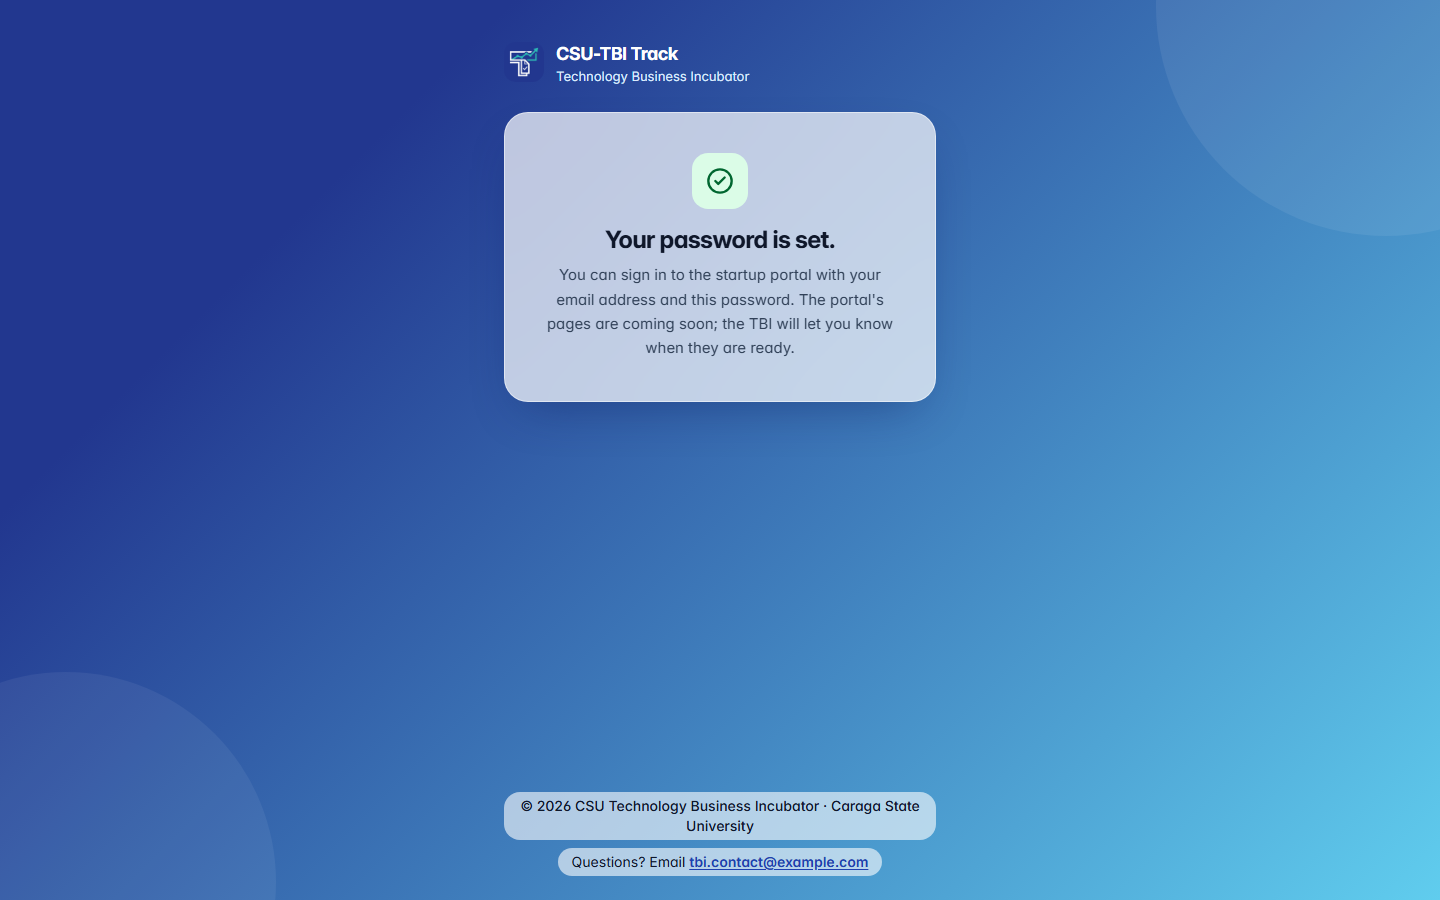 CSU-TBI Track
Technology Business Incubator
Your password is set.
You can sign in to the startup portal with your
email address and this password. The portal's
pages are coming soon; the TBI will let you know
when they are ready.
© 2026 CSU Technology Business Incubator · Caraga State
University
Questions? Email tbi.contact@example.com